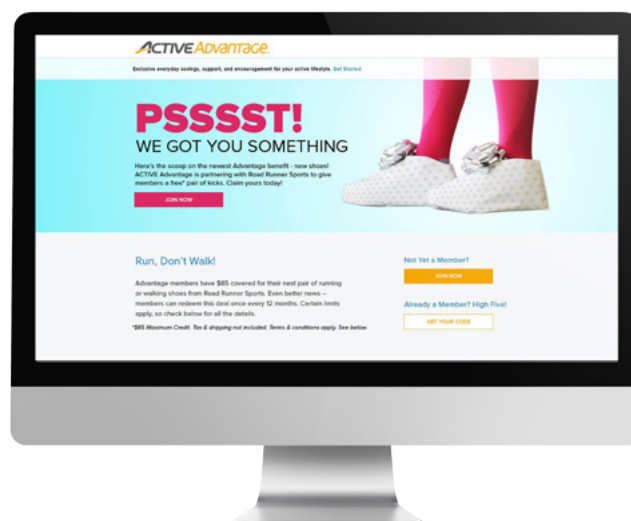 ACTIVE Advantage
Exclusive everyday savings, support, and encouragement for your active lifestyle. Get Started
PSSSST!
WE GOT YOU SOMETHING
Here's the scoop on the newest Advantage benefit - new shoes!
ACTIVE Advantage is partnering with Road Runner Sports to give
members a free* pair of kicks. Claim yours today!
JOIN NOW
Run, Don't Walk!
Advantage members have $85 covered for their next pair of running
or walking shoes from Road Runner Sports. Even better news –
members can redeem this deal once every 12 months. Certain limits
apply, so check below for all the details.
*$85 Maximum Credit. Tax & shipping not included. Terms & conditions apply. See below.
Not Yet a Member?
JOIN NOW
Already a Member? High Five!
GET YOUR CODE